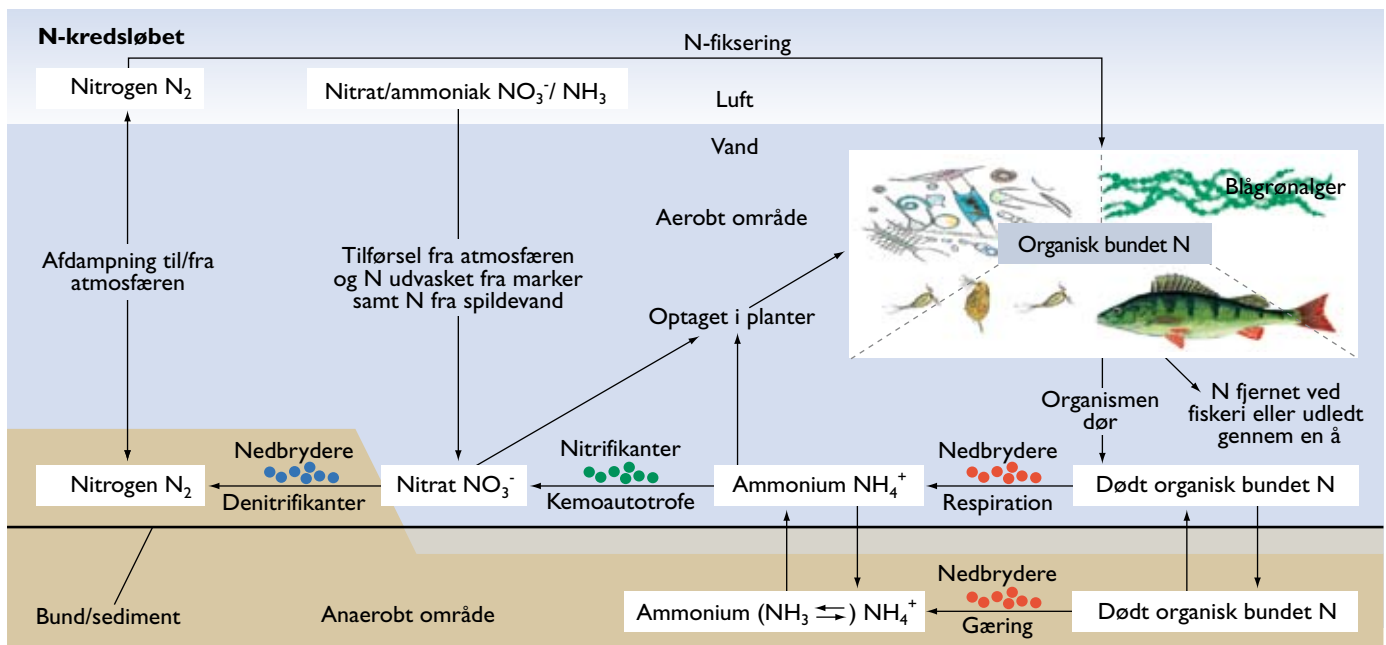 N-kredsløbet
N-fiksering
Nitrogen N₂
Nitrat/ammoniak NO₃⁻/ NH₃
Luft
Vand
Blågrønalger
Aerobt område
Organisk bundet N
Afdampning til/fra
atmosfæren
Tilførsel fra atmosfæren
og N udvasket fra marker
samt N fra spildevand
Optaget i planter
Organismen
dør
N fjernet ved
fiskeri eller udledt
gennem en å
Nedbrydere
Nitrifikanter
Nedbrydere
Nitrogen N₂
Nitrat NO₃⁻
Ammonium NH₄⁺
Dødt organisk bundet N
Denitrifikanter
Kemoautotrofe
Respiration
Nedbrydere
Bund/sediment
Anaerobt område
Ammonium (NH₃ ⇆) NH₄⁺
Dødt organisk bundet N
Gæring